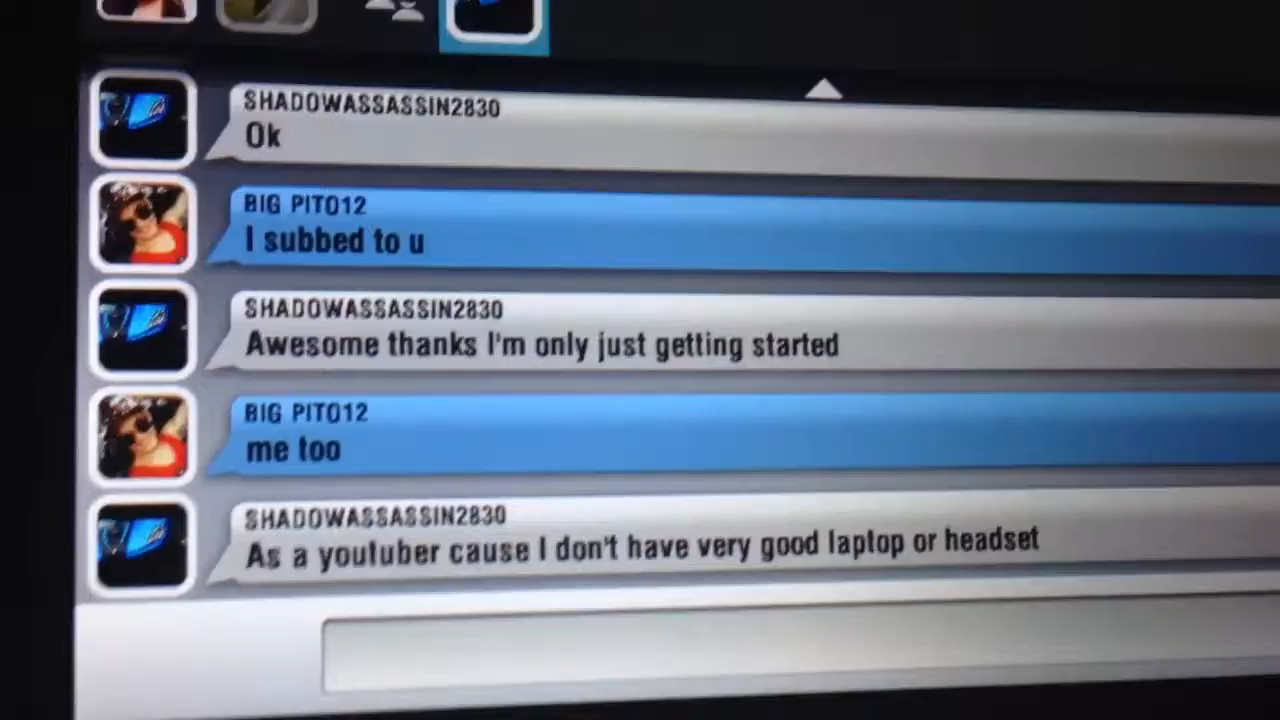 SHADOWASSASSIN2830
Ok
BIG PITO12
I subbed to u
SHADOWASSASSIN2830
Awesome thanks I'm only just getting started
BIG PITO12
me too
SHADOWASSASSIN2830
As a youtuber cause I don't have very good laptop or headset